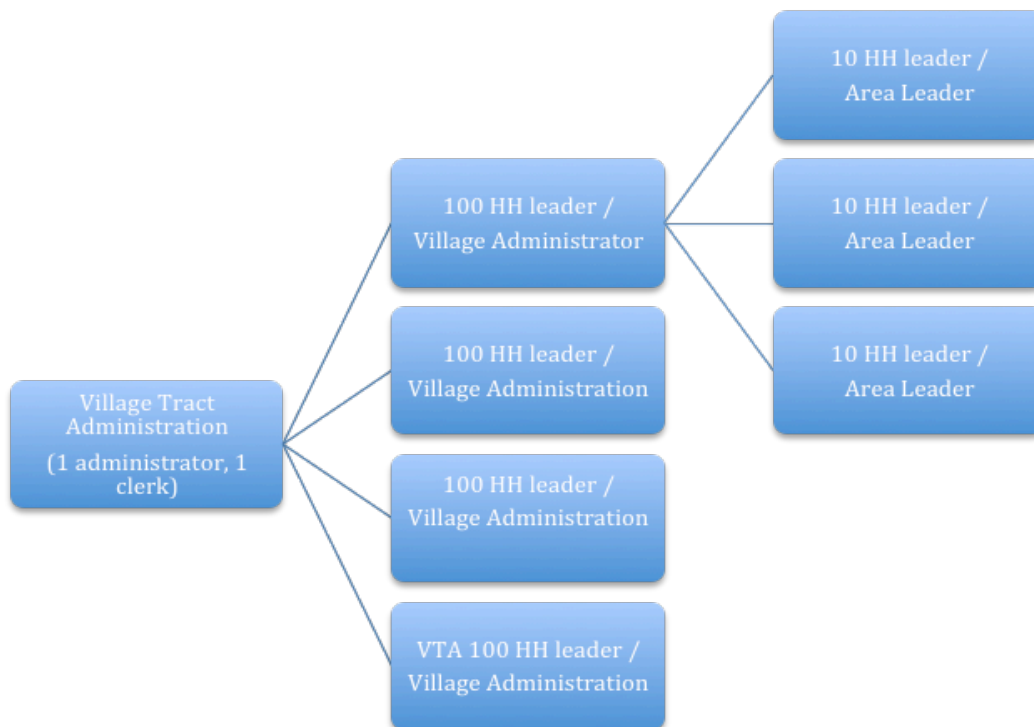 Village Tract
Administration
(1 administrator, 1
clerk)
100 HH leader /
Village Administrator
100 HH leader /
Village Administration
100 HH leader /
Village Administration
VTA 100 HH leader /
Village Administration
10 HH leader /
Area Leader
10 HH leader /
Area Leader
10 HH leader /
Area Leader